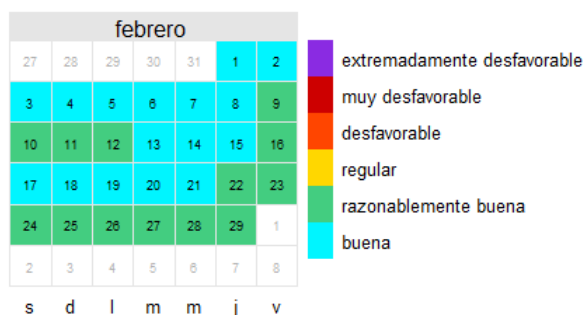 febrero
27 28 29 30 31 1 2
3 4 5 6 7 8 9
10 11 12 13 14 15 16
17 18 19 20 21 22 23
24 25 26 27 28 29 1
2 3 4 5 6 7 8
s d l m m j v
extremadamente desfavorable
muy desfavorable
desfavorable
regular
razonablemente buena
buena